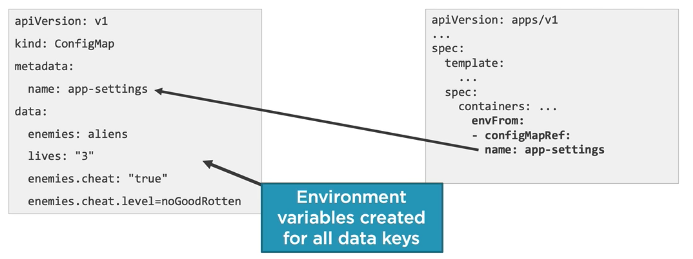 apiVersion: v1
kind: ConfigMap
metadata:
name: app-settings
data:
enemies: aliens
lives: "3"
enemies.cheat: "true"
enemies.cheat.level=noGoodRotten
apiVersion: apps/v1
...
spec:
template:
...
spec:
containers: ...
envFrom:
- configMapRef:
name: app-settings
Environment
variables created
for all data keys